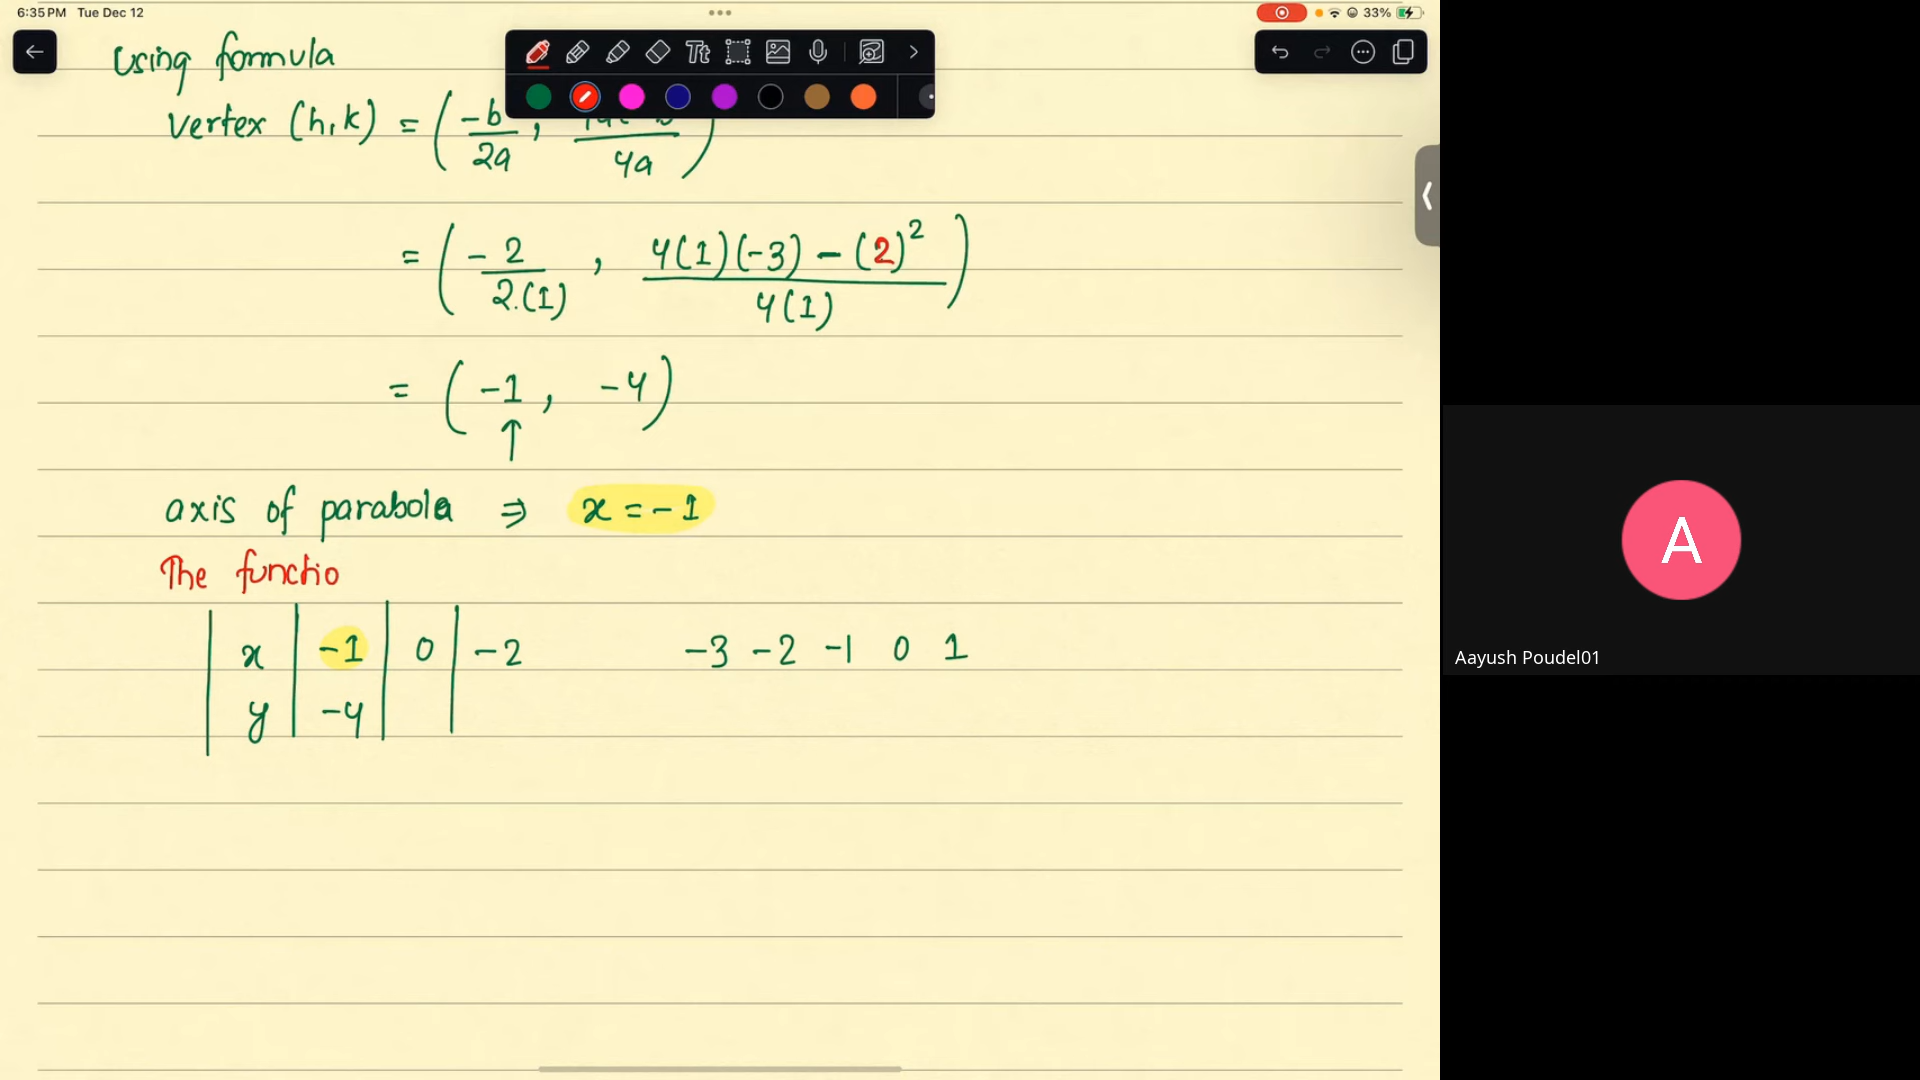 6:35 PM Tue Dec 12
33%
Using formula
Tt
vertex (h, k) = ( -b/2a , /4a )
= ( -2/2.(1) , 4(1)(-3) - (2)²/4(1) )
= ( -1 , -4 )
↑
axis of parabola ⇒ x = -1
The functio
x | -1 | 0 | -2 -3 -2 -1 0 1
y | -4 |
A
Aayush Poudel01